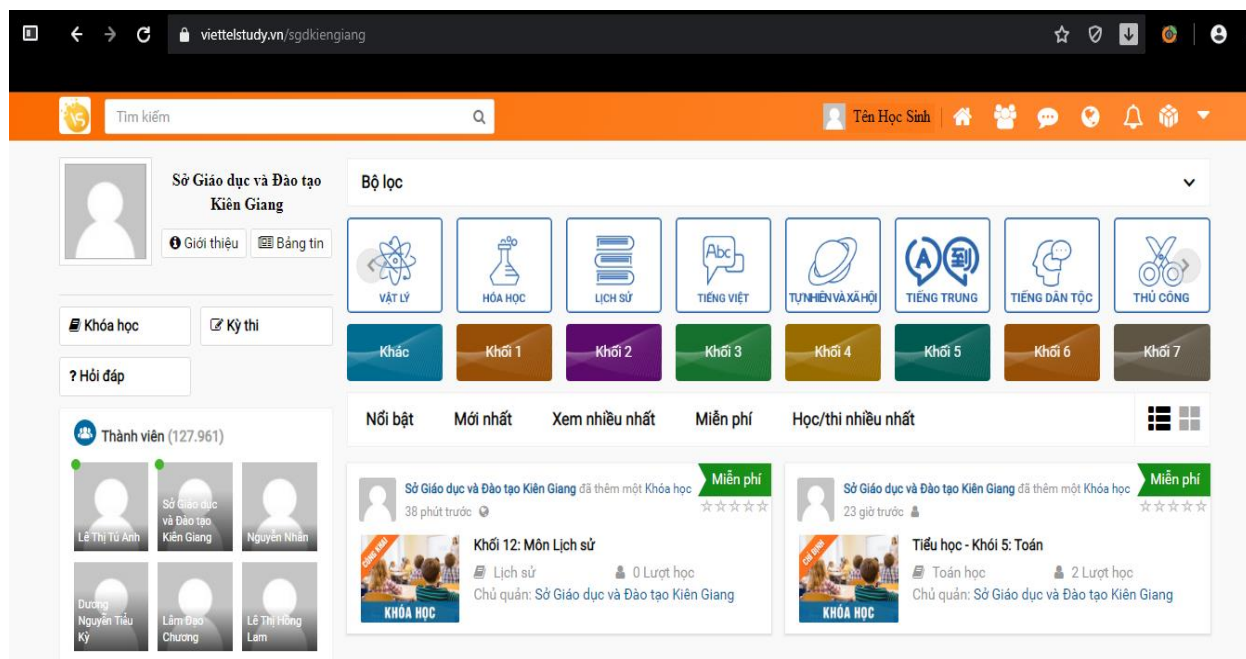 viettelstudy.vn/sgdkiengiang
VS
Tìm kiếm
Tên Học Sinh
Sở Giáo dục và Đào tạo
Kiên Giang
Giới thiệu
Bảng tin
Khóa học
Kỳ thi
? Hỏi đáp
Thành viên (127.961)
Lê Thị Tú Anh
Sở Giáo dục
và Đào tạo
Kiên Giang
Nguyễn Nhân
Dương
Nguyễn Tiểu
Kỳ
Lâm Đạo
Chương
Lê Thị Hồng
Lam
Bộ lọc
VẬT LÝ
HÓA HỌC
LỊCH SỬ
Abc
TIẾNG VIỆT
TỰ NHIÊN VÀ XÃ HỘI
A 到
TIẾNG TRUNG
TIẾNG DÂN TỘC
THỦ CÔNG
Khác
Khối 1
Khối 2
Khối 3
Khối 4
Khối 5
Khối 6
Khối 7
Nổi bật
Mới nhất
Xem nhiều nhất
Miễn phí
Học/thi nhiều nhất
Sở Giáo dục và Đào tạo Kiên Giang đã thêm một Khóa học
Miễn phí
38 phút trước
CÔNG KHAI
KHÓA HỌC
Khối 12: Môn Lịch sử
Lịch sử
0 Lượt học
Chủ quản: Sở Giáo dục và Đào tạo Kiên Giang
Sở Giáo dục và Đào tạo Kiên Giang đã thêm một Khóa học
Miễn phí
23 giờ trước
CHỈ ĐỊNH
KHÓA HỌC
Tiểu học - Khói 5: Toán
Toán học
2 Lượt học
Chủ quản: Sở Giáo dục và Đào tạo Kiên Giang